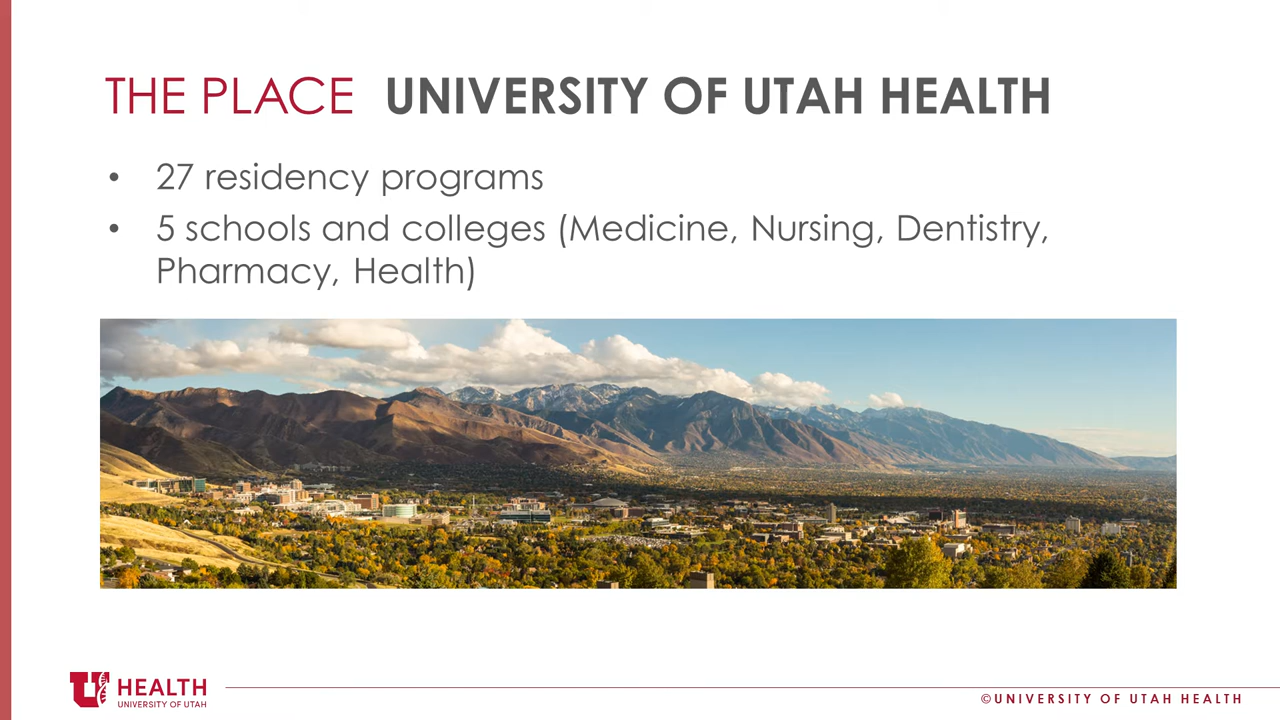 THE PLACE UNIVERSITY OF UTAH HEALTH
• 27 residency programs
• 5 schools and colleges (Medicine, Nursing, Dentistry,
Pharmacy, Health)
U HEALTH
UNIVERSITY OF UTAH
©UNIVERSITY OF UTAH HEALTH